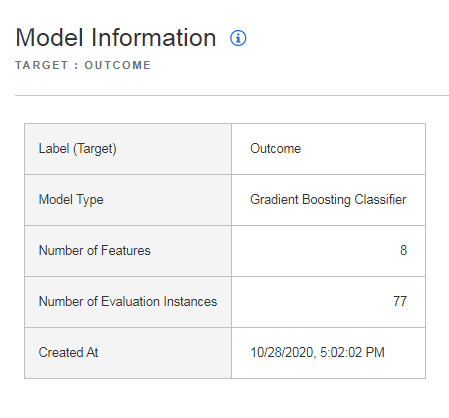 Model Information
TARGET : OUTCOME
Label (Target) Outcome
Model Type Gradient Boosting Classifier
Number of Features 8
Number of Evaluation Instances 77
Created At 10/28/2020, 5:02:02 PM